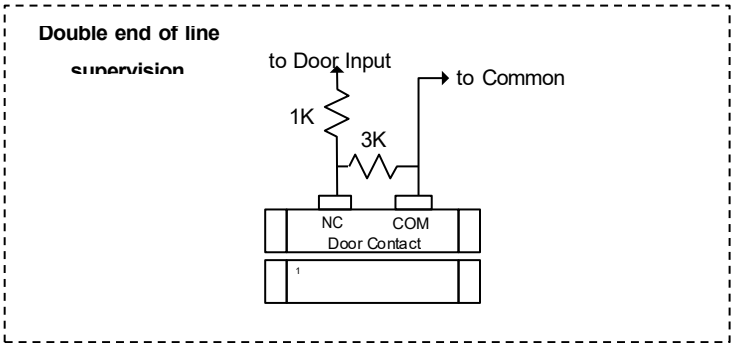 Double end of line
supervision
to Door Input
to Common
1K
3K
NC
COM
Door Contact
1